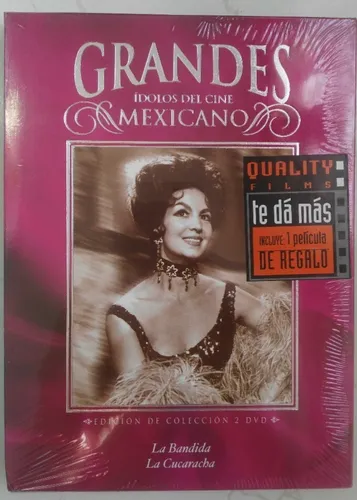 GRANDES
ÍDOLOS DEL CINE
MEXICANO
QUALITY
FILMS
te dá más
INCLUYE: 1 película
DE REGALO
EDICIÓN DE COLECCIÓN 2 DVD
La Bandida
La Cucaracha